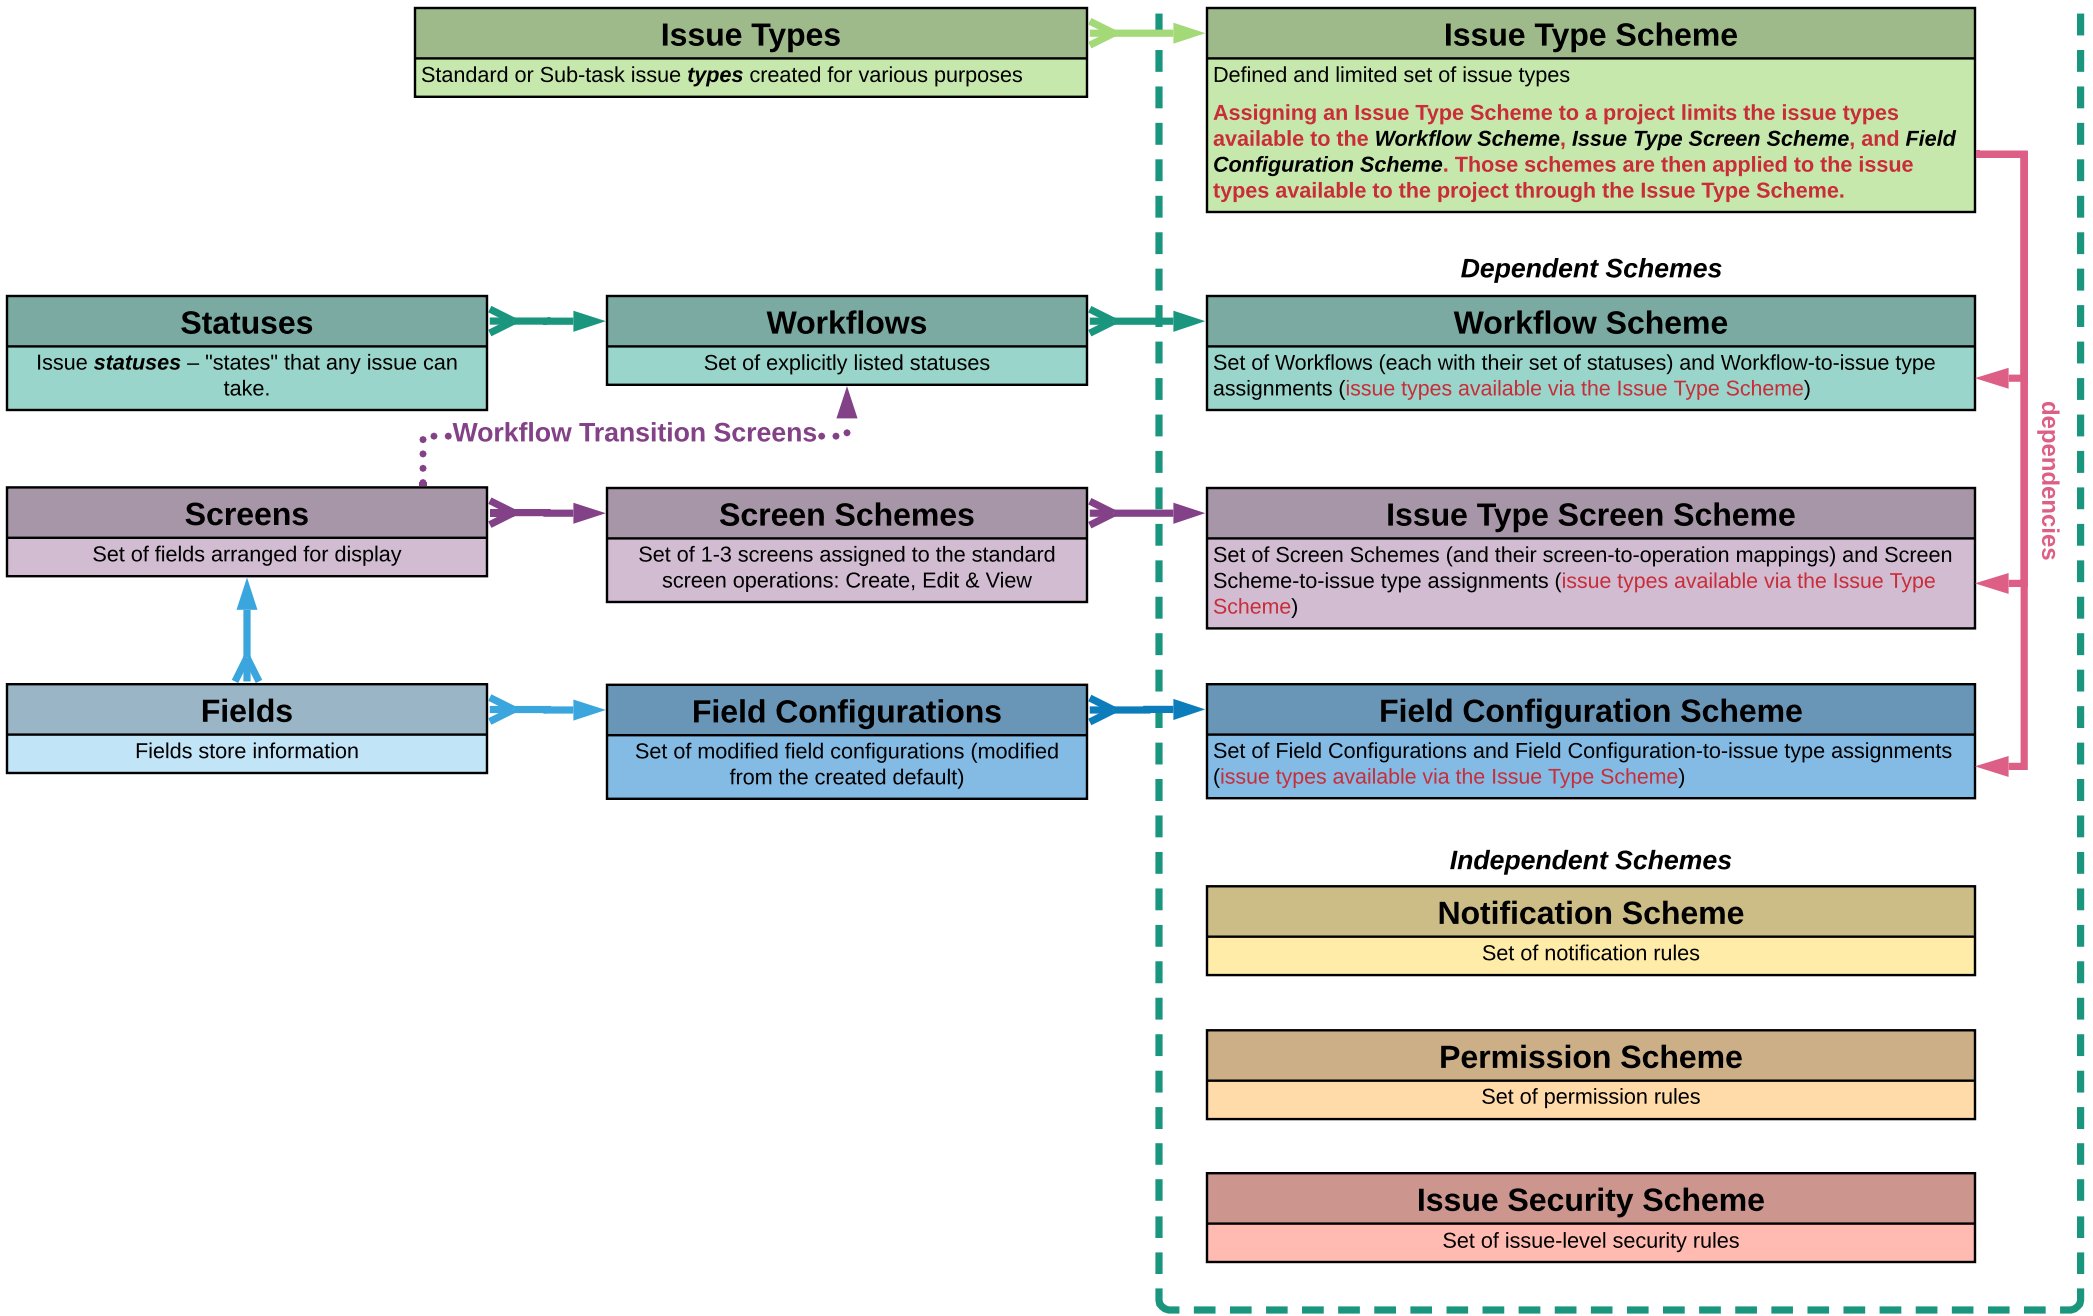 Issue Types
Standard or Sub-task issue types created for various purposes
Issue Type Scheme
Defined and limited set of issue types
Assigning an Issue Type Scheme to a project limits the issue types
available to the Workflow Scheme, Issue Type Screen Scheme, and Field
Configuration Scheme. Those schemes are then applied to the issue
types available to the project through the Issue Type Scheme.
Dependent Schemes
Statuses
Issue statuses – "states" that any issue can
take.
Workflows
Set of explicitly listed statuses
Workflow Scheme
Set of Workflows (each with their set of statuses) and Workflow-to-issue type
assignments (issue types available via the Issue Type Scheme)
Workflow Transition Screens
dependencies
Screens
Set of fields arranged for display
Screen Schemes
Set of 1-3 screens assigned to the standard
screen operations: Create, Edit & View
Issue Type Screen Scheme
Set of Screen Schemes (and their screen-to-operation mappings) and Screen
Scheme-to-issue type assignments (issue types available via the Issue Type
Scheme)
Fields
Fields store information
Field Configurations
Set of modified field configurations (modified
from the created default)
Field Configuration Scheme
Set of Field Configurations and Field Configuration-to-issue type assignments
(issue types available via the Issue Type Scheme)
Independent Schemes
Notification Scheme
Set of notification rules
Permission Scheme
Set of permission rules
Issue Security Scheme
Set of issue-level security rules